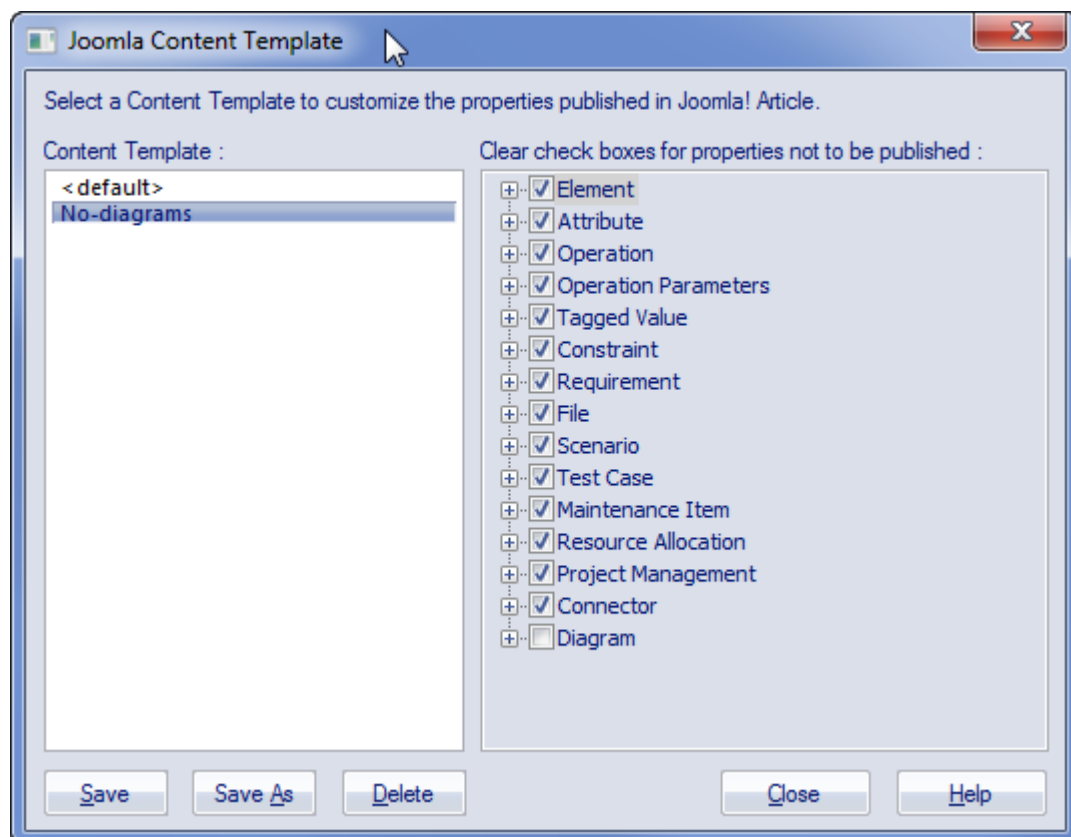 Joomla Content Template
Select a Content Template to customize the properties published in Joomla! Article.
Content Template :
Clear check boxes for properties not to be published :
<default>
No-diagrams
Element
Attribute
Operation
Operation Parameters
Tagged Value
Constraint
Requirement
File
Scenario
Test Case
Maintenance Item
Resource Allocation
Project Management
Connector
Diagram
Save Save As Delete Close Help